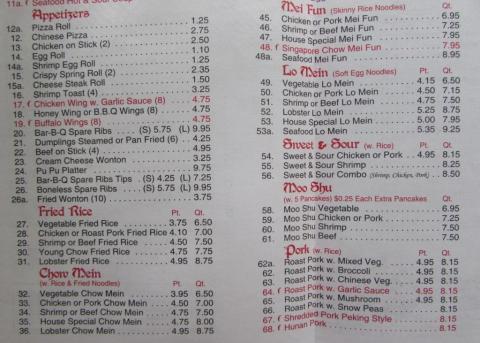 11a. f Seafood Hot & Sour Soup
Appetizers
12a. Pizza Roll 1.25
12. Chinese Pizza 2.75
13. Chicken on Stick (2) 2.50
14. Egg Roll 1.10
14a. Shrimp Egg Roll 1.25
15. Crispy Spring Roll (2) 2.35
15a. Cheese Steak Roll 1.50
16. Shrimp Toast (4) 3.25
17. f Chicken Wing w. Garlic Sauce (8) 4.75
18. Honey Wing or B.B.Q Wings (8) 4.75
19. f Buffalo Wings (8) 4.75
20. Bar-B-Q Spare Ribs (S) 5.75 (L) 9.95
21. Dumplings Steamed or Pan Fried (6) 4.25
22. Beef on Stick (4) 4.95
23. Cream Cheese Wonton 3.25
24. Pu Pu Platter 9.75
25. Bar-B-Q Spare Ribs Tips (S) 4.25 (L) 7.25
26. Boneless Spare Ribs (S) 5.75 (L) 9.95
26a. Fried Wonton (10) 3.75
Fried Rice Pt. Qt.
27. Vegetable Fried Rice 3.75 6.50
28. Chicken or Roast Pork Fried Rice 4.10 7.00
29. Shrimp or Beef Fried Rice 4.50 7.50
30. Young Chow Fried Rice 4.75 7.75
31. Lobster Fried Rice 4.95 8.75
Chow Mein
(w. Rice & Fried Noodles) Pt. Qt.
32. Vegetable Chow Mein 3.95 6.50
33. Chicken or Pork Chow Mein 4.50 7.00
34. Shrimp or Beef Chow Mein 4.75 7.50
35. House Special Chow Mein 4.75 8.00
36. Lobster Chow Mein 4.95 8.75
Mei Fun (Skinny Rice Noodles) Qt.
45. Chicken or Pork Mei Fun 6.95
46. Shrimp or Beef Mei Fun 7.25
47. House Special Mei Fun 7.95
48. f Singapore Chow Mei Fun 7.95
48a. Seafood Mei Fun 8.95
Lo Mein (Soft Egg Noodles) Pt. Qt.
49. Vegetable Lo Mein 4.15 6.50
50. Chicken or Pork Lo Mein 4.50 7.15
51. Shrimp or Beef Lo Mein 4.75 7.50
52. Lobster Lo Mein 5.25 8.75
53. House Special Lo Mein 5.00 7.95
53a. Seafood Lo Mein 5.35 9.25
Sweet & Sour (w. Rice) Pt. Qt.
54. Sweet & Sour Chicken or Pork 4.95 8.15
55. Sweet & Sour Shrimp 8.25
56. Sweet & Sour Combo (Shrimp, Chicken, Pork) 8.50
Moo Shu
(w. 5 Pancakes) $0.25 Each Extra Pancakes Qt.
58. Moo Shu Vegetable 6.95
59. Moo Shu Chicken or Pork 7.25
60. Moo Shu Shrimp 7.50
61. Moo Shu Beef 7.50
Pork (w. Rice) Pt. Qt.
62a. Roast Pork w. Mixed Veg. 4.95 8.15
62. Roast Pork w. Broccoli 4.95 8.15
63. Roast Pork w. Chinese Veg. 4.95 8.15
64. f Roast Pork w. Garlic Sauce 4.95 8.15
65. Roast Pork w. Mushroom 4.95 8.15
66. Roast Pork w. Snow Peas 8.15
67. f Shredded Pork Peking Style 8.15
68. f Hunan Pork 8.15